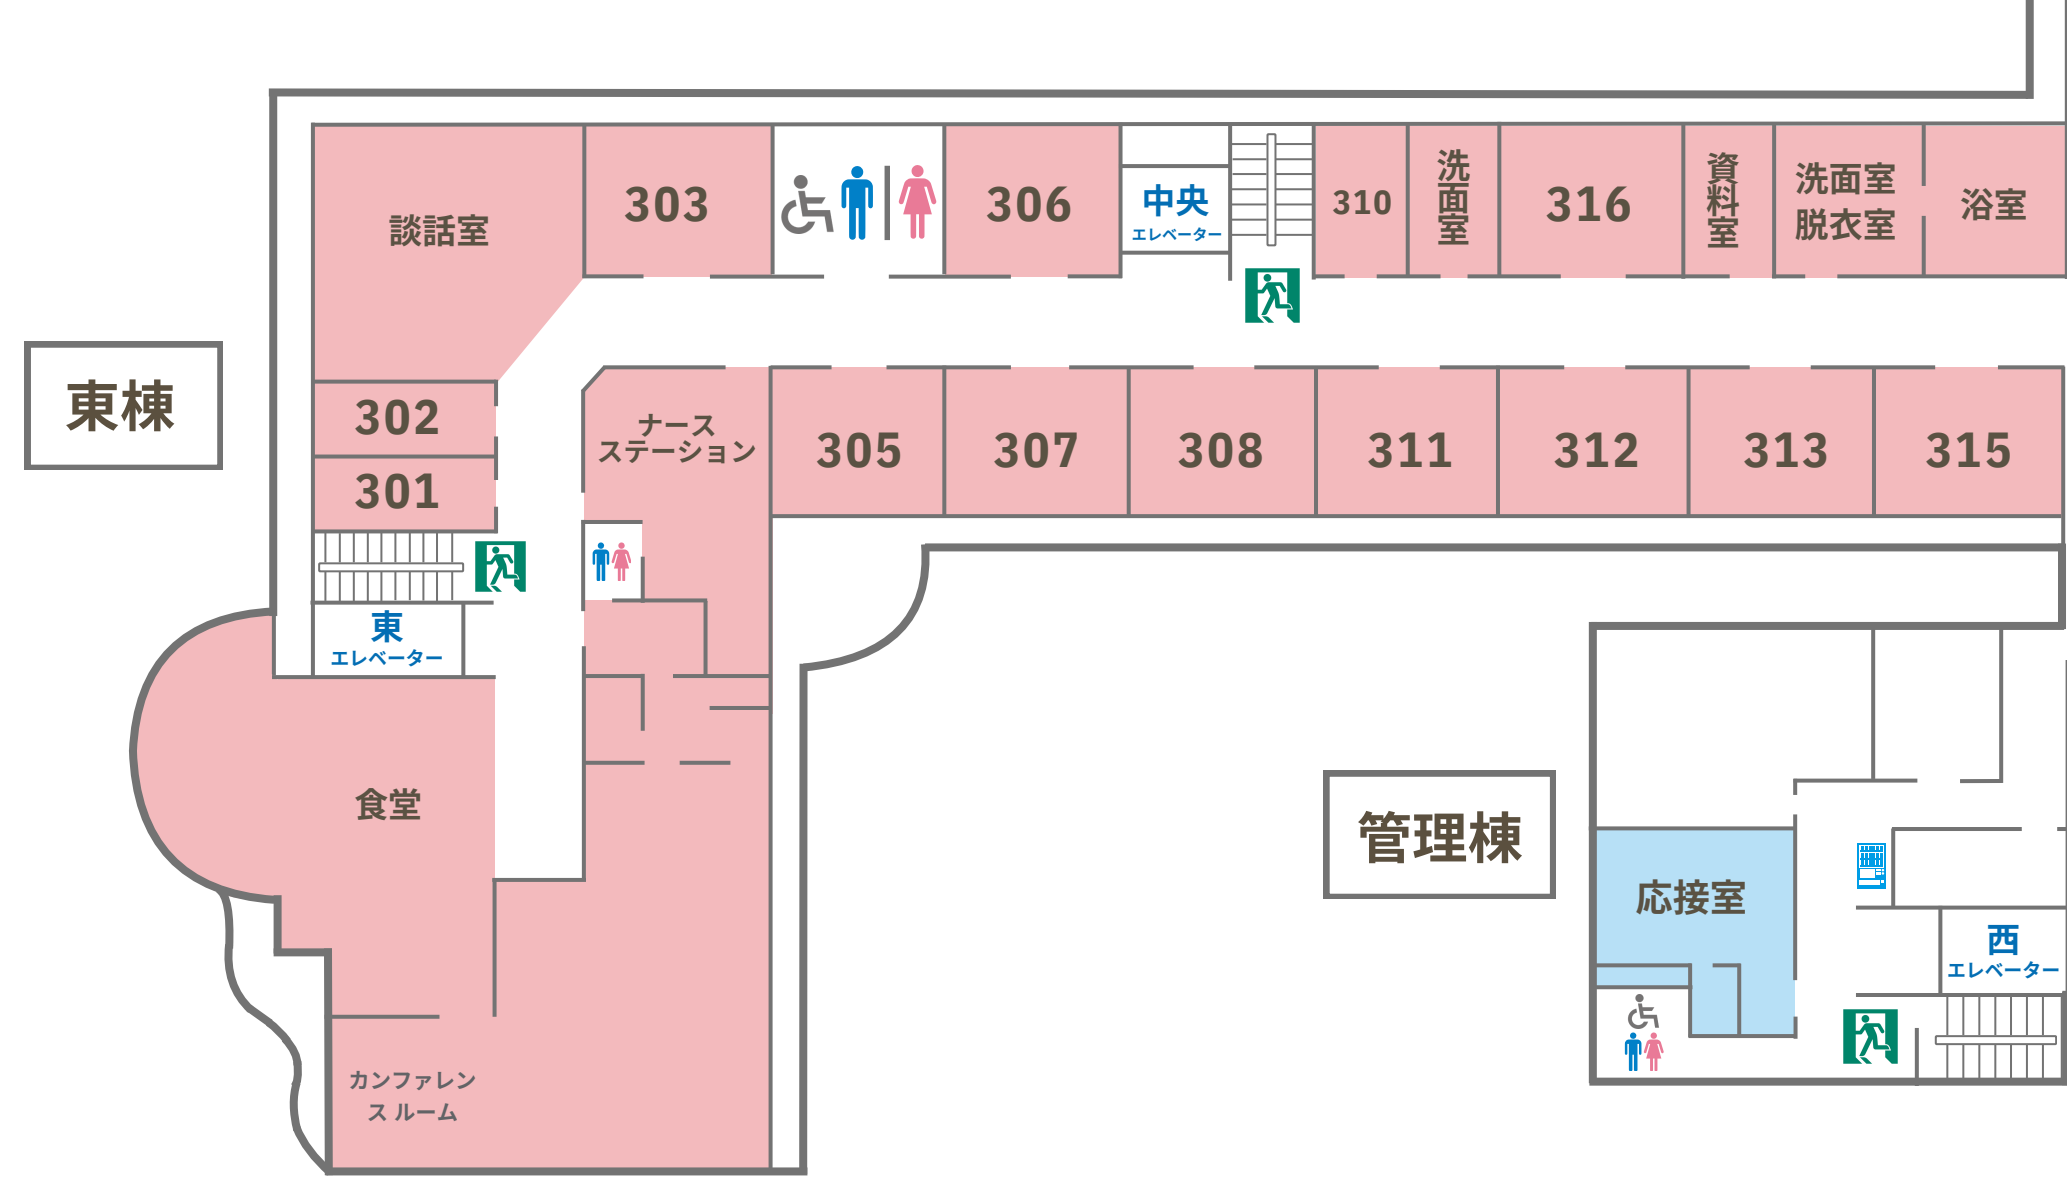 談話室
303
306
中央
エレベーター
310
洗面室
316
資料室
洗面室
脱衣室
浴室
東棟
302
301
ナース
ステーション
305
307
308
311
312
313
315
東
エレベーター
食堂
管理棟
応接室
西
エレベーター
カンファレン
ス ルーム